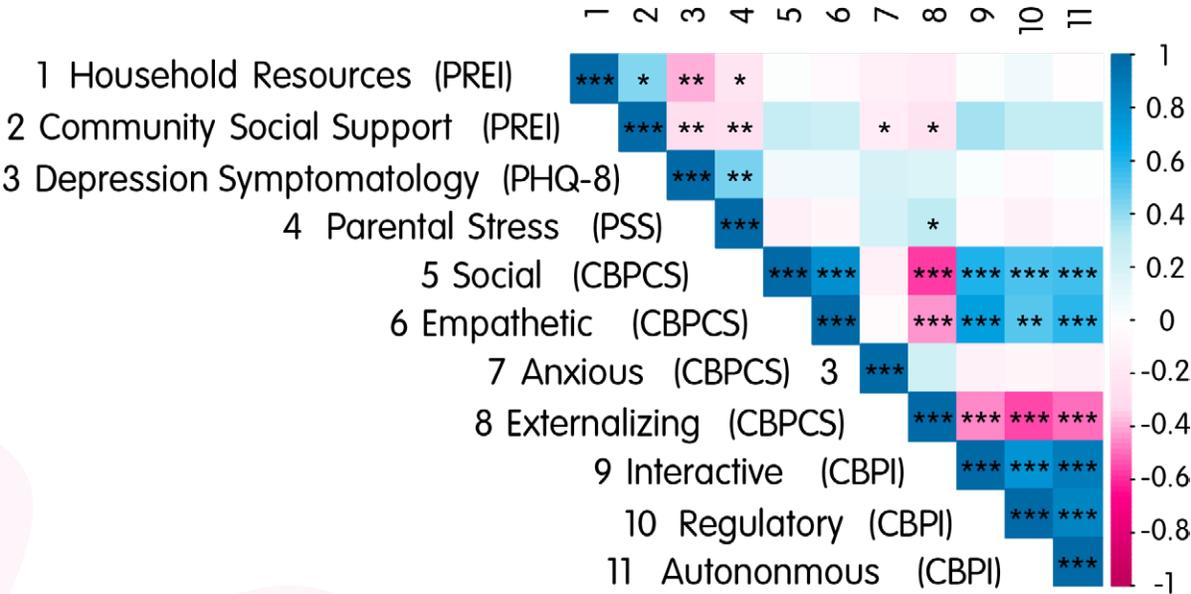 1 2 3 4 5 6 7 8 9 10 11
1 Household Resources (PREI) *** * ** * 1
2 Community Social Support (PREI) *** ** ** * * 0.8
3 Depression Symptomatology (PHQ-8) *** ** 0.6
4 Parental Stress (PSS) *** * 0.4
5 Social (CBPCS) *** *** *** *** *** *** 0.2
6 Empathetic (CBPCS) *** *** *** ** *** 0
7 Anxious (CBPCS) 3 *** -0.2
8 Externalizing (CBPCS) *** *** *** *** -0.4
9 Interactive (CBPI) *** *** *** -0.6
10 Regulatory (CBPI) *** *** -0.8
11 Autononmous (CBPI) *** -1